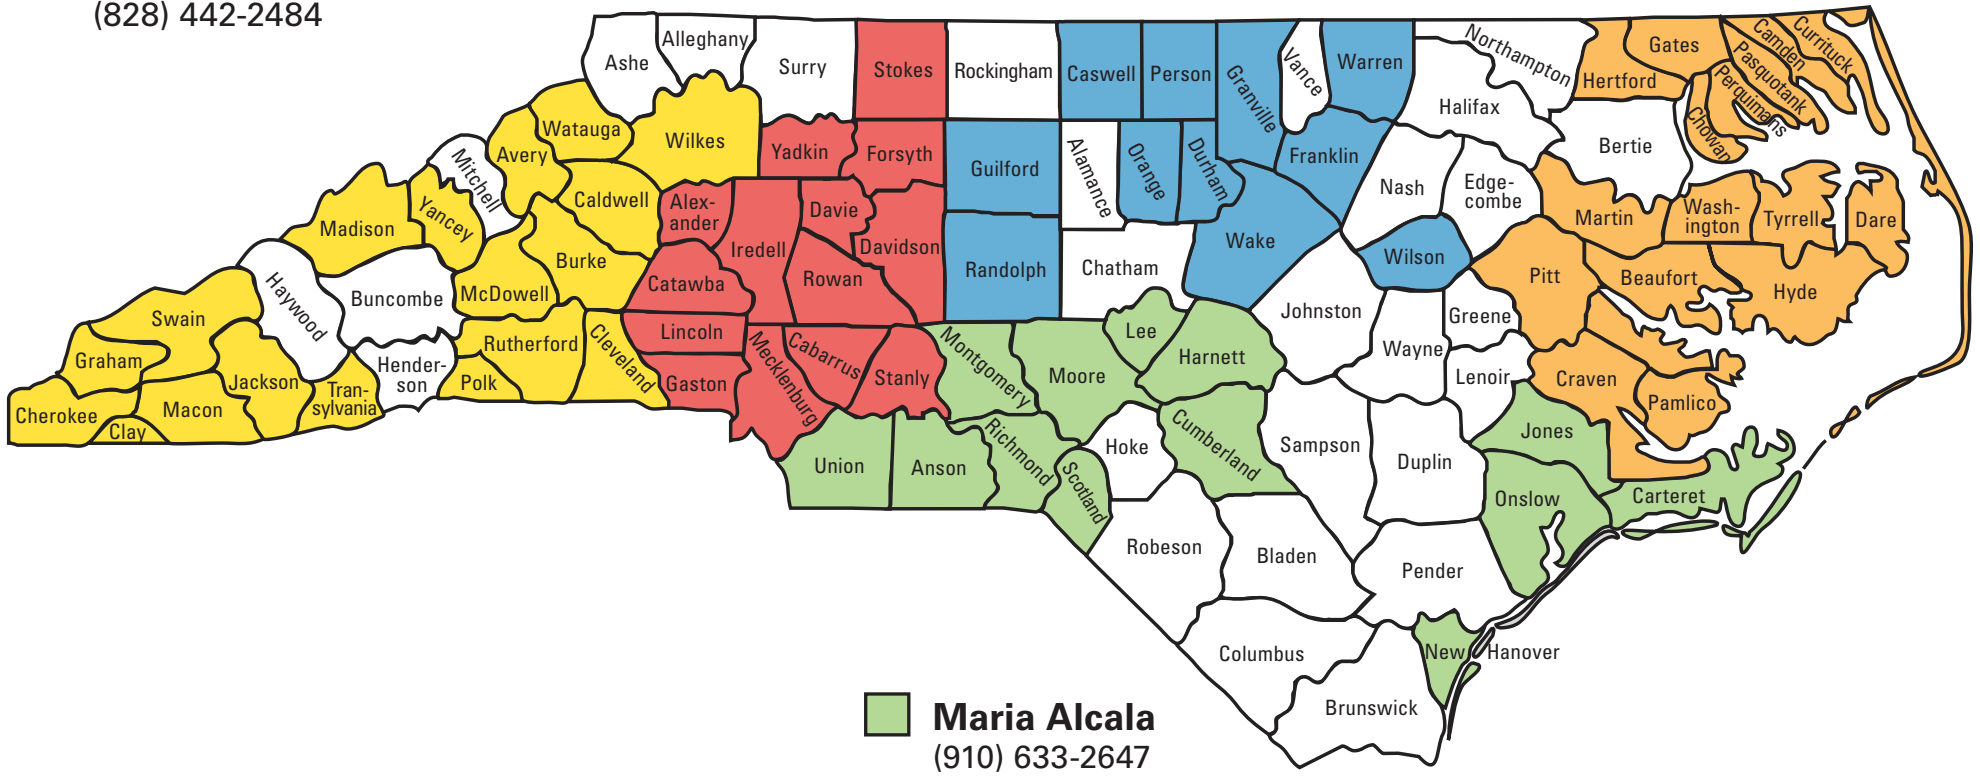 (828) 442-2484
Ashe
Alleghany
Surry
Stokes
Rockingham
Caswell
Person
Granville
Vance
Warren
Northampton
Halifax
Hertford
Gates
Camden
Currituck
Pasquotank
Perquimans
Chowan
Bertie
Watauga
Wilkes
Avery
Mitchell
Yadkin
Forsyth
Guilford
Alamance
Orange
Durham
Franklin
Nash
Edge-
combe
Madison
Yancey
Caldwell
Alex-
ander
Davie
Iredell
Davidson
Burke
McDowell
Catawba
Rowan
Randolph
Chatham
Wake
Wilson
Martin
Wash-
ington
Tyrrell
Dare
Pitt
Beaufort
Hyde
Swain
Haywood
Buncombe
Graham
Cherokee
Clay
Macon
Jackson
Tran-
sylvania
Hender-
son
Rutherford
Polk
Cleveland
Lincoln
Gaston
Mecklenburg
Cabarrus
Stanly
Montgomery
Moore
Lee
Harnett
Johnston
Greene
Wayne
Lenoir
Craven
Pamlico
Jones
Carteret
Onslow
Union
Anson
Richmond
Scotland
Hoke
Cumberland
Sampson
Duplin
Robeson
Bladen
Pender
Columbus
Brunswick
New Hanover
Maria Alcala
(910) 633-2647